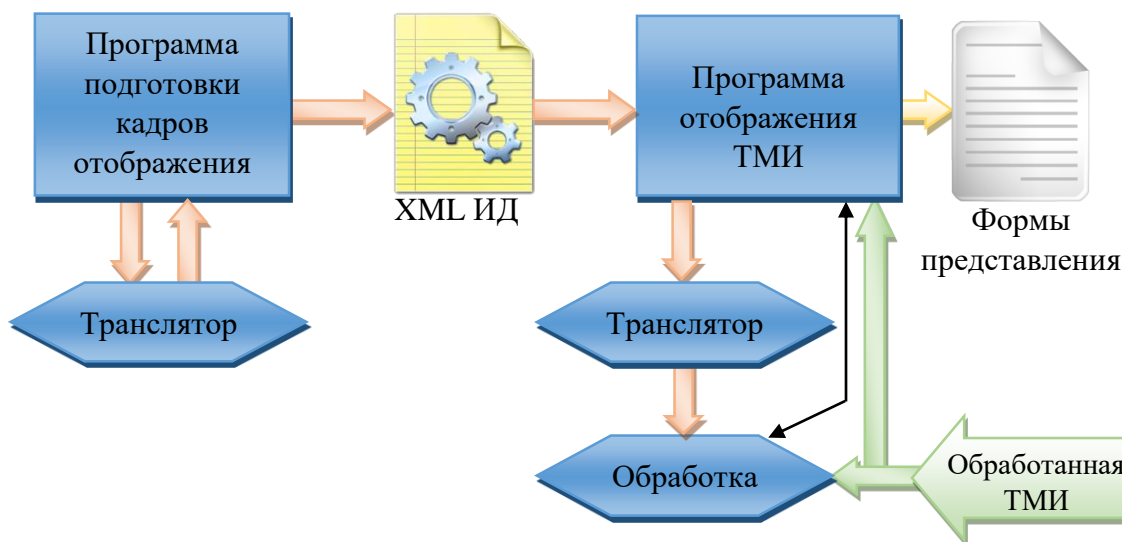 Программа
подготовки
кадров
отображения
XML ИД
Программа
отображения
ТМИ
Формы
представления
Транслятор
Транслятор
Обработка
Обработанная
ТМИ